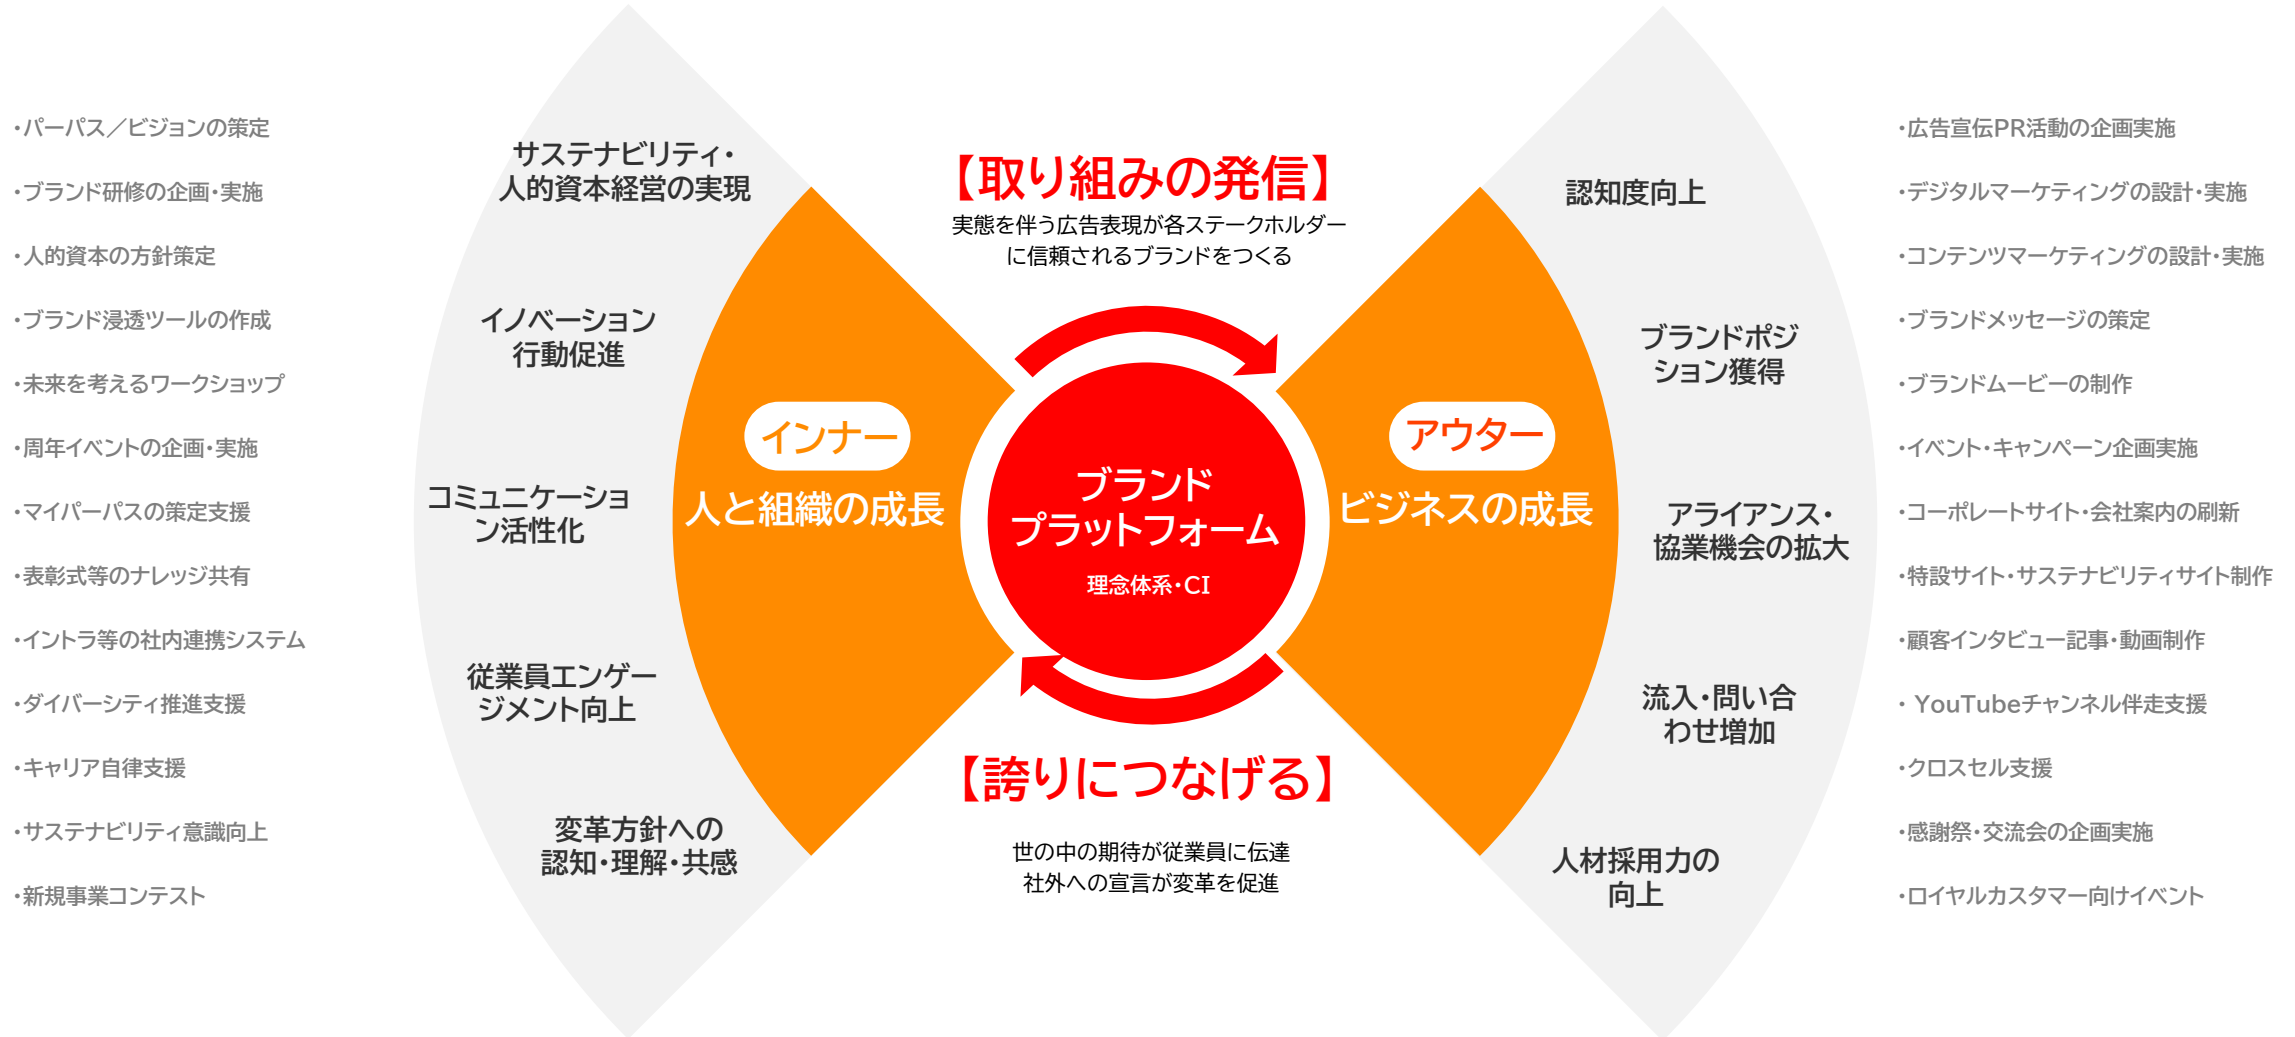 ・パーパス／ビジョンの策定
・ブランド研修の企画・実施
・人的資本の方針策定
・ブランド浸透ツールの作成
・未来を考えるワークショップ
・周年イベントの企画・実施
・マイパーパスの策定支援
・表彰式等のナレッジ共有
・イントラ等の社内連携システム
・ダイバーシティ推進支援
・キャリア自律支援
・サステナビリティ意識向上
・新規事業コンテスト
サステナビリティ・
人的資本経営の実現
イノベーション
行動促進
コミュニケーショ
ン活性化
従業員エンゲー
ジメント向上
変革方針への
認知・理解・共感
インナー
人と組織の成長
【取り組みの発信】
実態を伴う広告表現が各ステークホルダー
に信頼されるブランドをつくる
ブランド
プラットフォーム
理念体系・CI
【誇りにつなげる】
世の中の期待が従業員に伝達
社外への宣言が変革を促進
アウター
ビジネスの成長
認知度向上
ブランドポジ
ション獲得
アライアンス・
協業機会の拡大
流入・問い合
わせ増加
人材採用力の
向上
・広告宣伝PR活動の企画実施
・デジタルマーケティングの設計・実施
・コンテンツマーケティングの設計・実施
・ブランドメッセージの策定
・ブランドムービーの制作
・イベント・キャンペーン企画実施
・コーポレートサイト・会社案内の刷新
・特設サイト・サステナビリティサイト制作
・顧客インタビュー記事・動画制作
・ YouTubeチャンネル伴走支援
・クロスセル支援
・感謝祭・交流会の企画実施
・ロイヤルカスタマー向けイベント